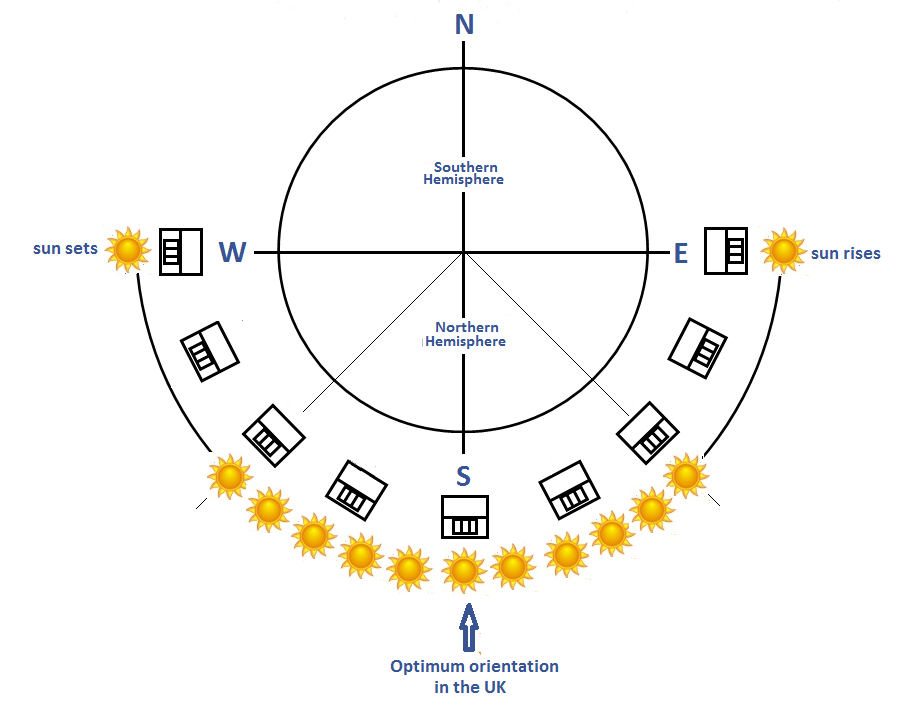 N
Southern
Hemisphere
sun sets
W
E
sun rises
Northern
Hemisphere
S
Optimum orientation
in the UK